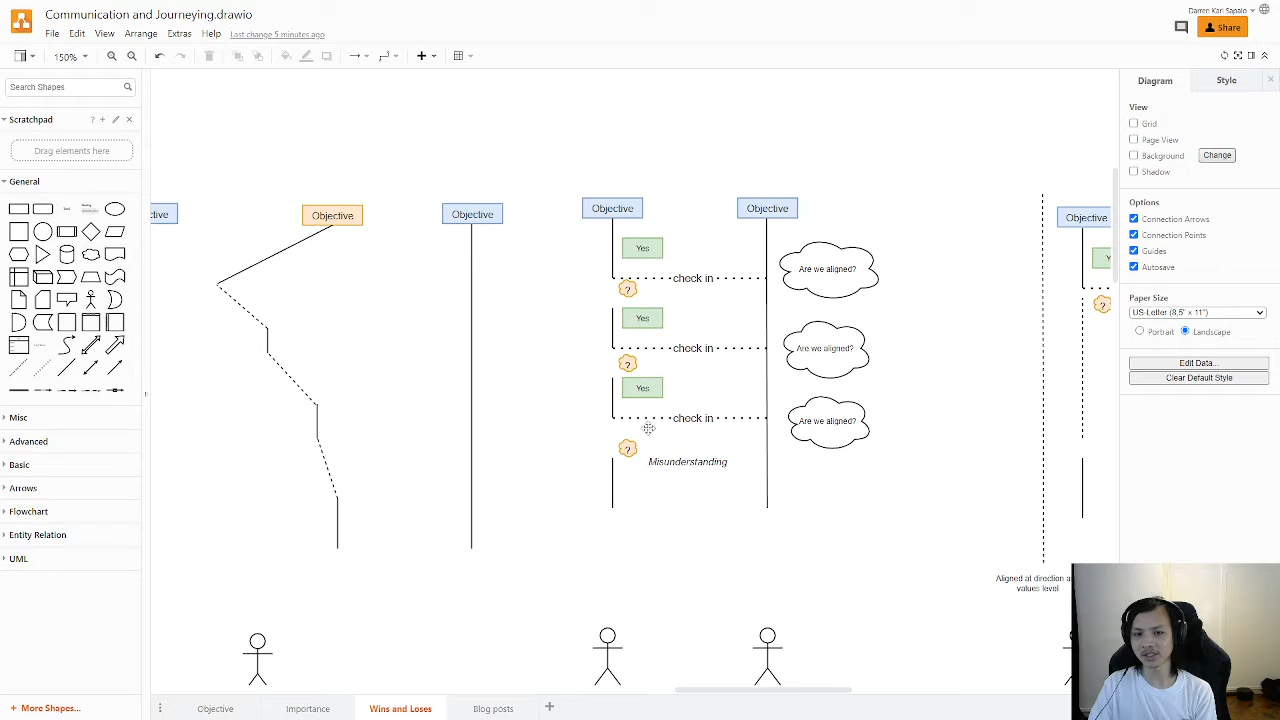 Communication and Journeying.drawio
Darren Karl Sapalo
File Edit View Arrange Extras Help Last change 5 minutes ago
Share
150%
Search Shapes
Scratchpad
?
Drag elements here
General
Text
Heading
List Item
Misc
Advanced
Basic
Arrows
Flowchart
Entity Relation
UML
More Shapes...
ctive
Objective
Objective
Objective
Objective
Objective
Yes
check in
Are we aligned?
?
Yes
check in
Are we aligned?
?
Yes
check in
Are we aligned?
?
Misunderstanding
Y
?
Aligned at direction a
values level
Diagram Style
View
Grid
Page View
Background Change
Shadow
Options
Connection Arrows
Connection Points
Guides
Autosave
Paper Size
US-Letter (8,5" x 11")
Portrait Landscape
Edit Data...
Clear Default Style
Objective Importance Wins and Loses Blog posts